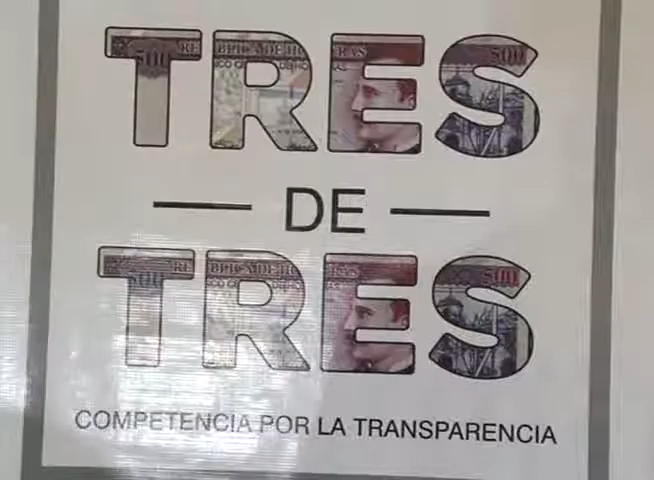 TRES
DE
TRES
COMPETENCIA POR LA TRANSPARENCIA